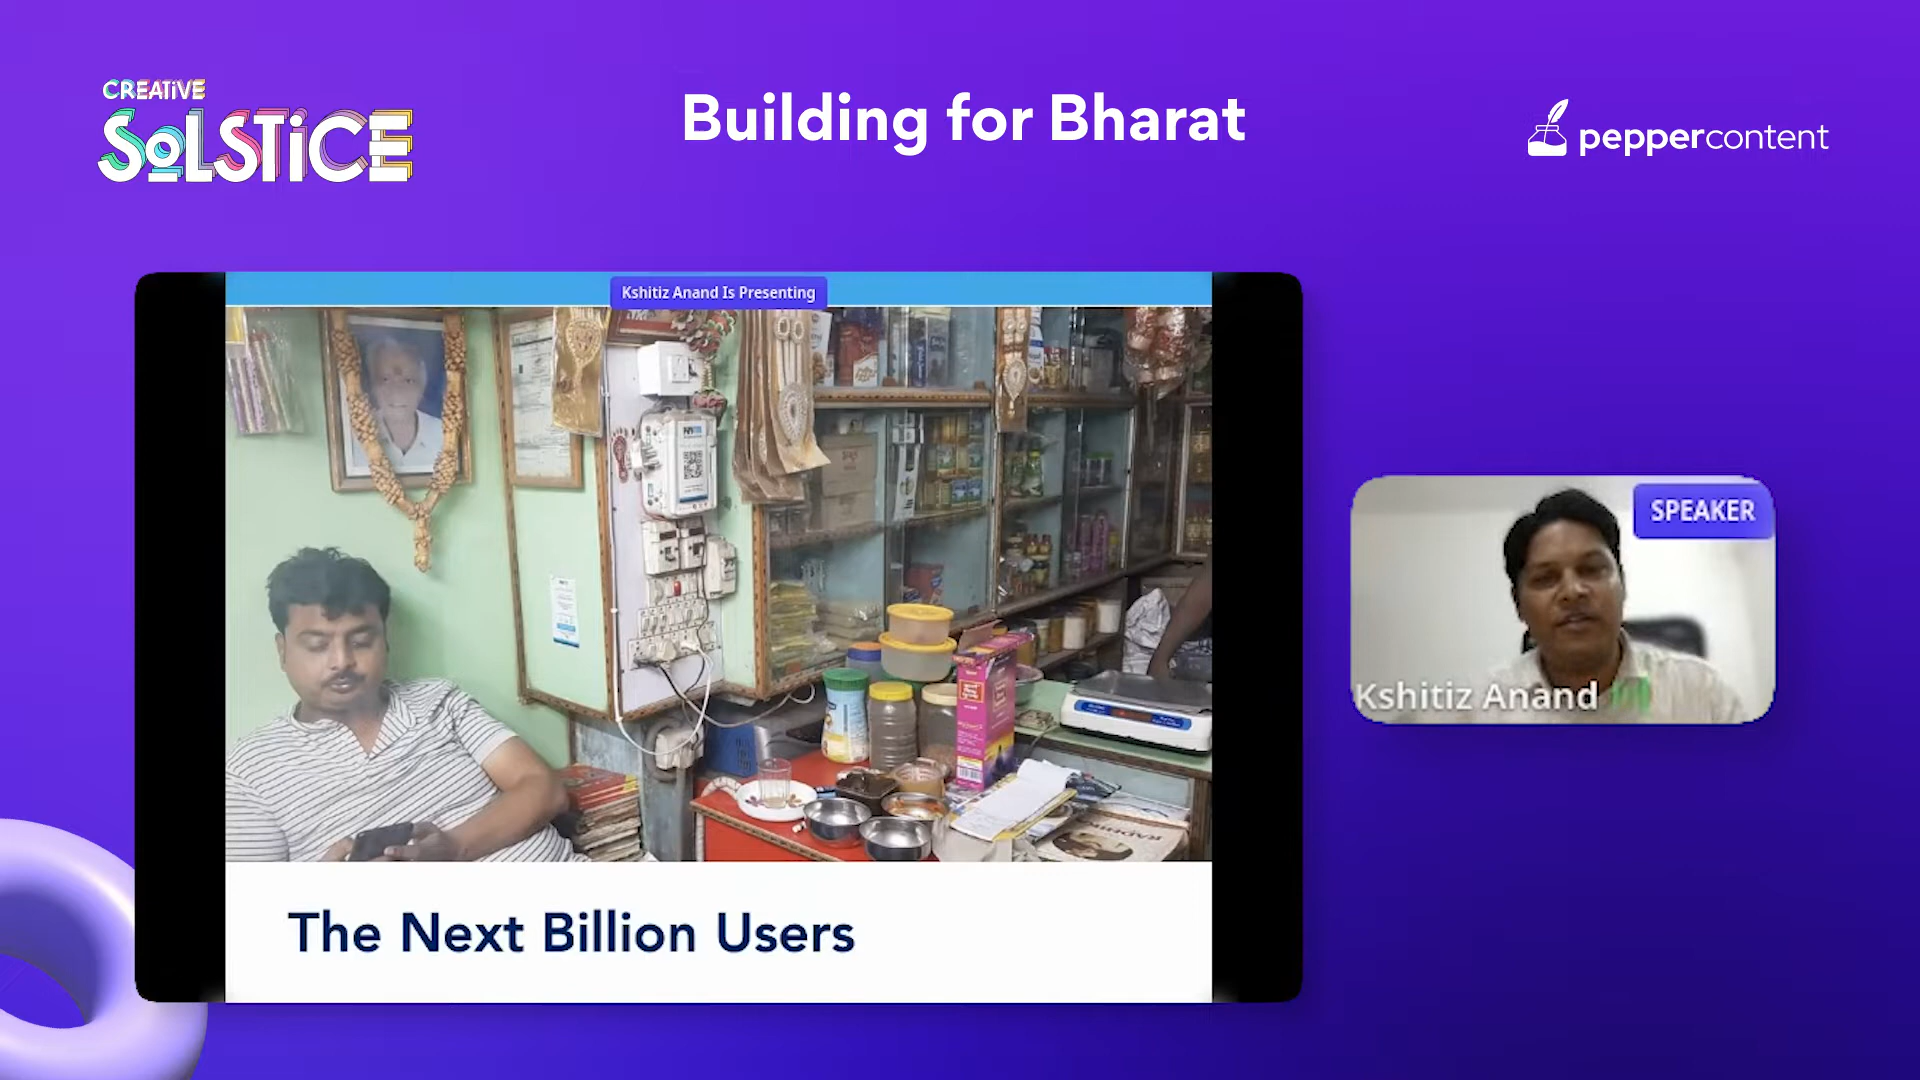 CREATiVE
SoLSTiCE
Building for Bharat
peppercontent
Kshitiz Anand Is Presenting
SPEAKER
Kshitiz Anand
The Next Billion Users